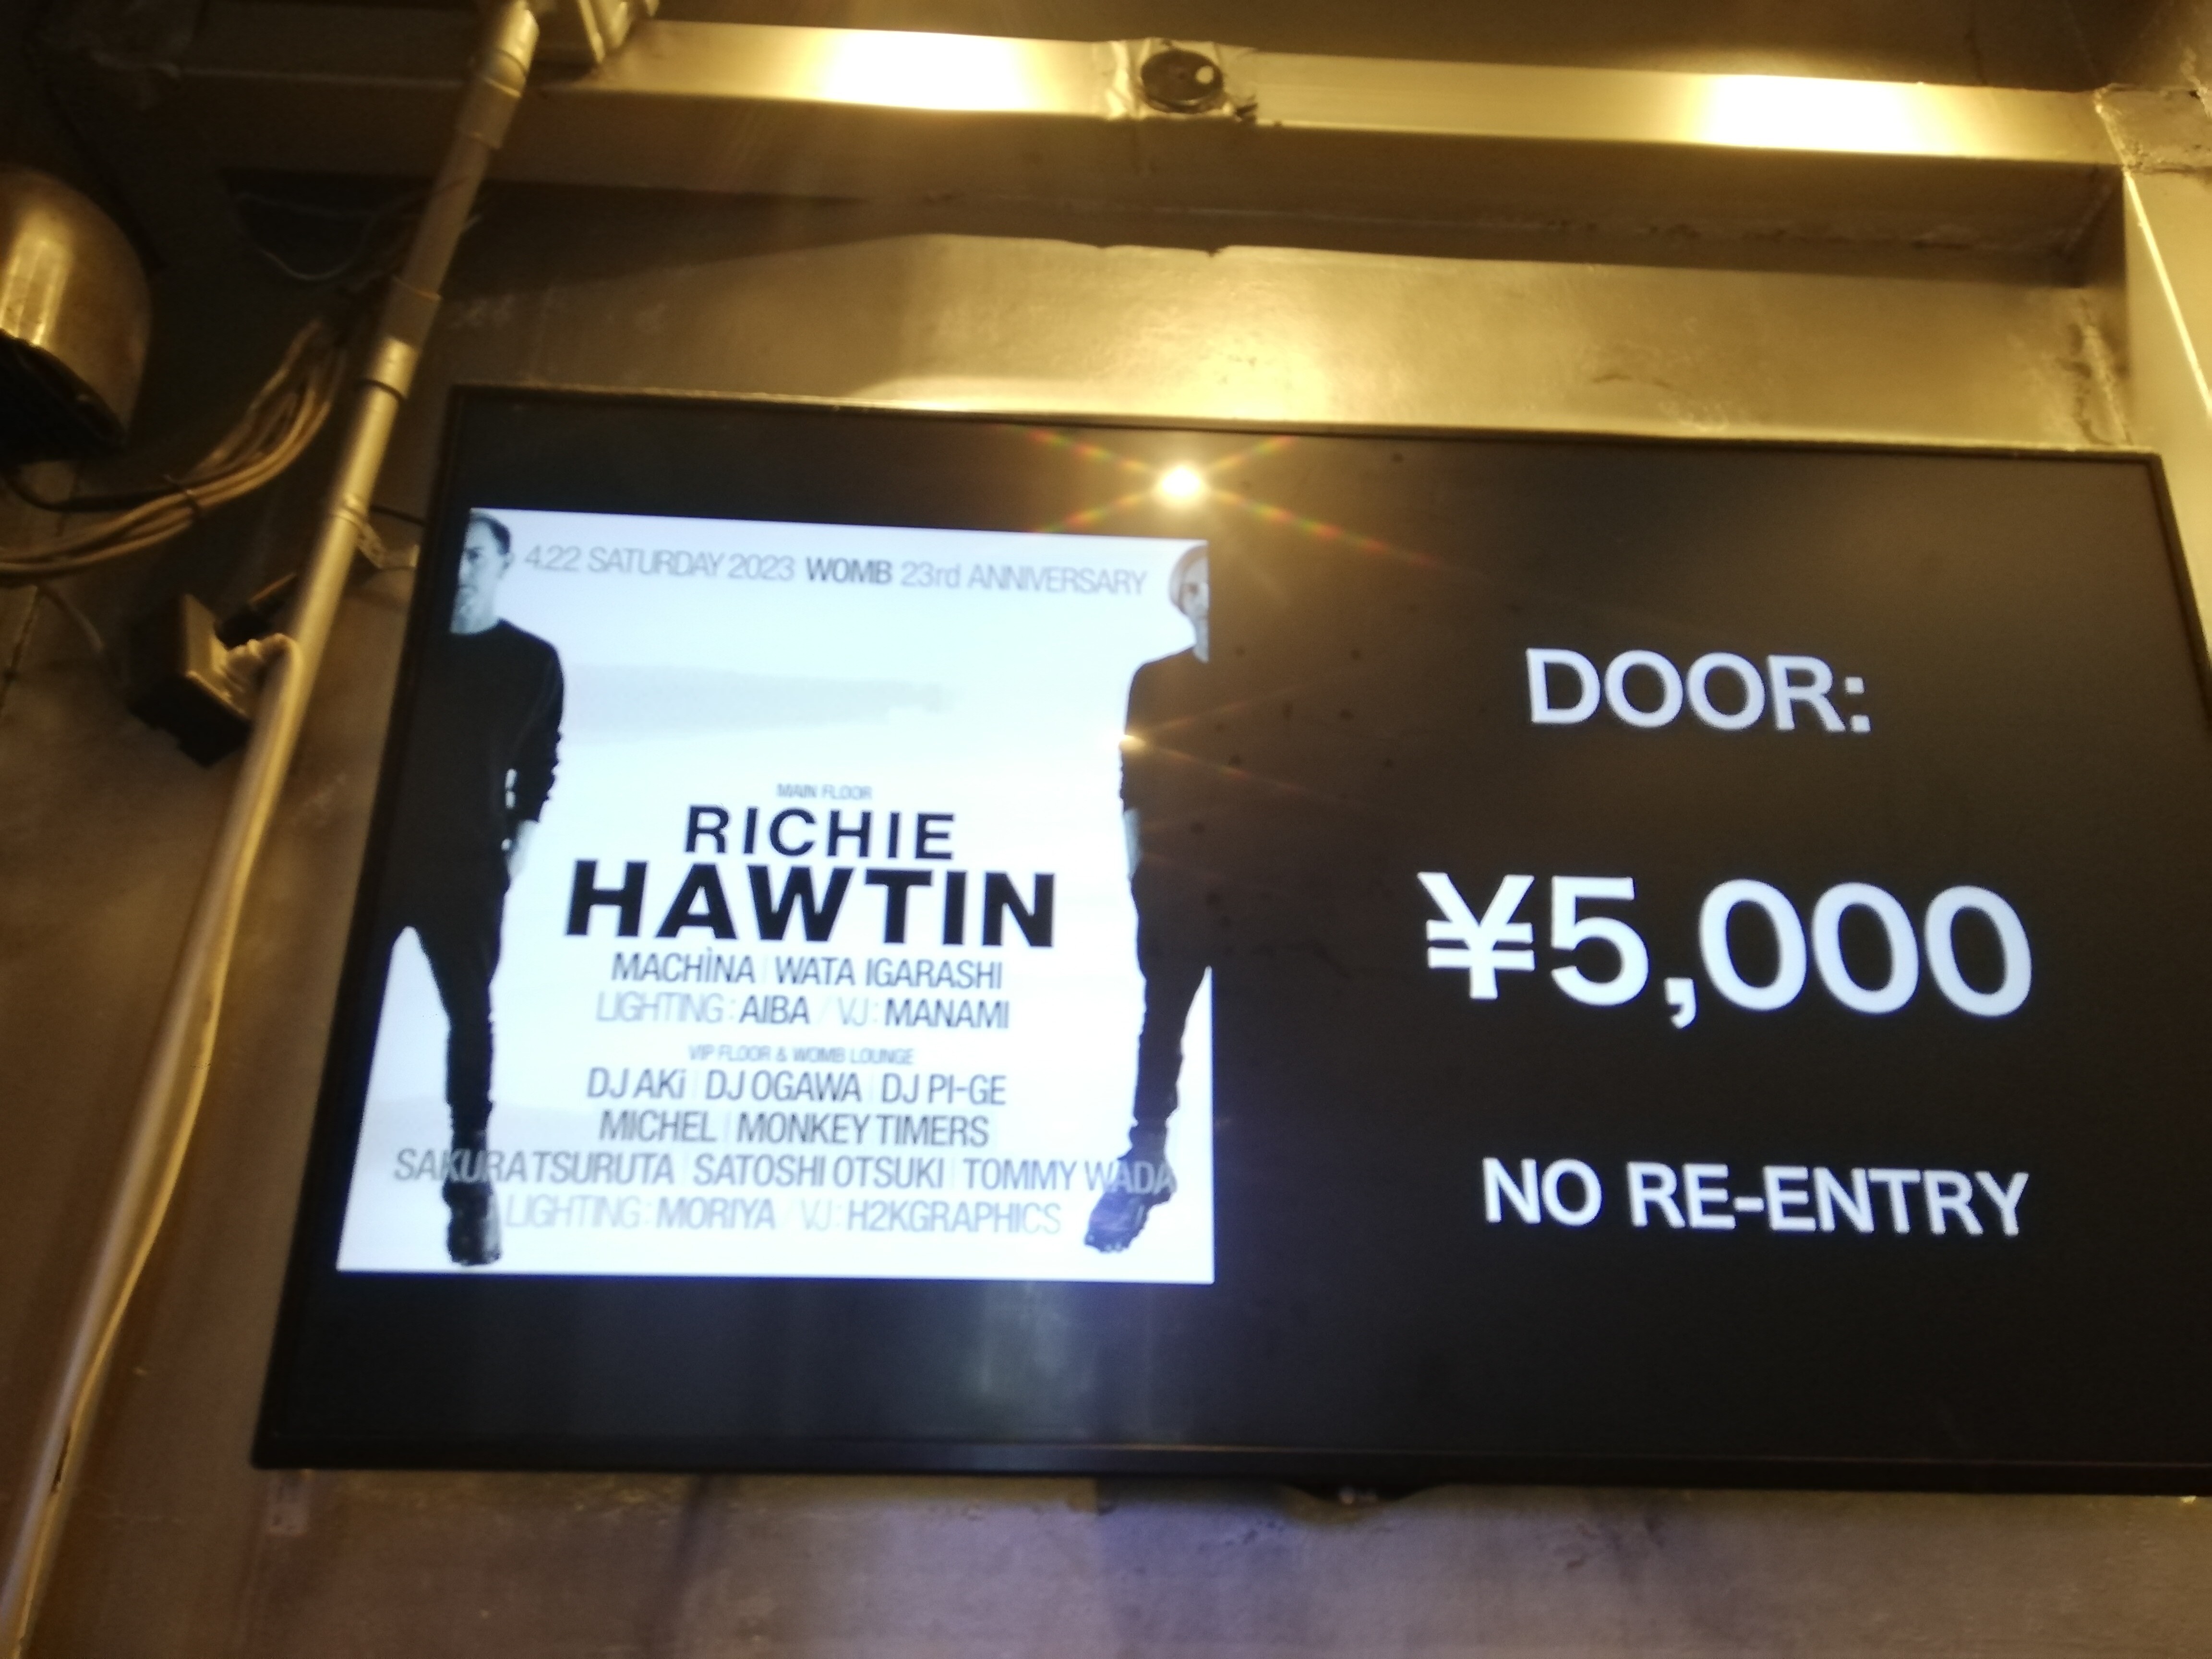 4.22 SATURDAY 2023 WOMB 23rd ANNIVERSARY
MAIN FLOOR
RICHIE
HAWTIN
MACHÌNA | WATA IGARASHI
LIGHTING : AIBA / VJ : MANAMI
VIP FLOOR & WOMB LOUNGE
DJ AKi | DJ OGAWA | DJ PI-GE
MICHEL | MONKEY TIMERS
SAKURA TSURUTA | SATOSHI OTSUKI | TOMMY WADA
LIGHTING : MORIYA / VJ : H2KGRAPHICS
DOOR:
¥5,000
NO RE-ENTRY